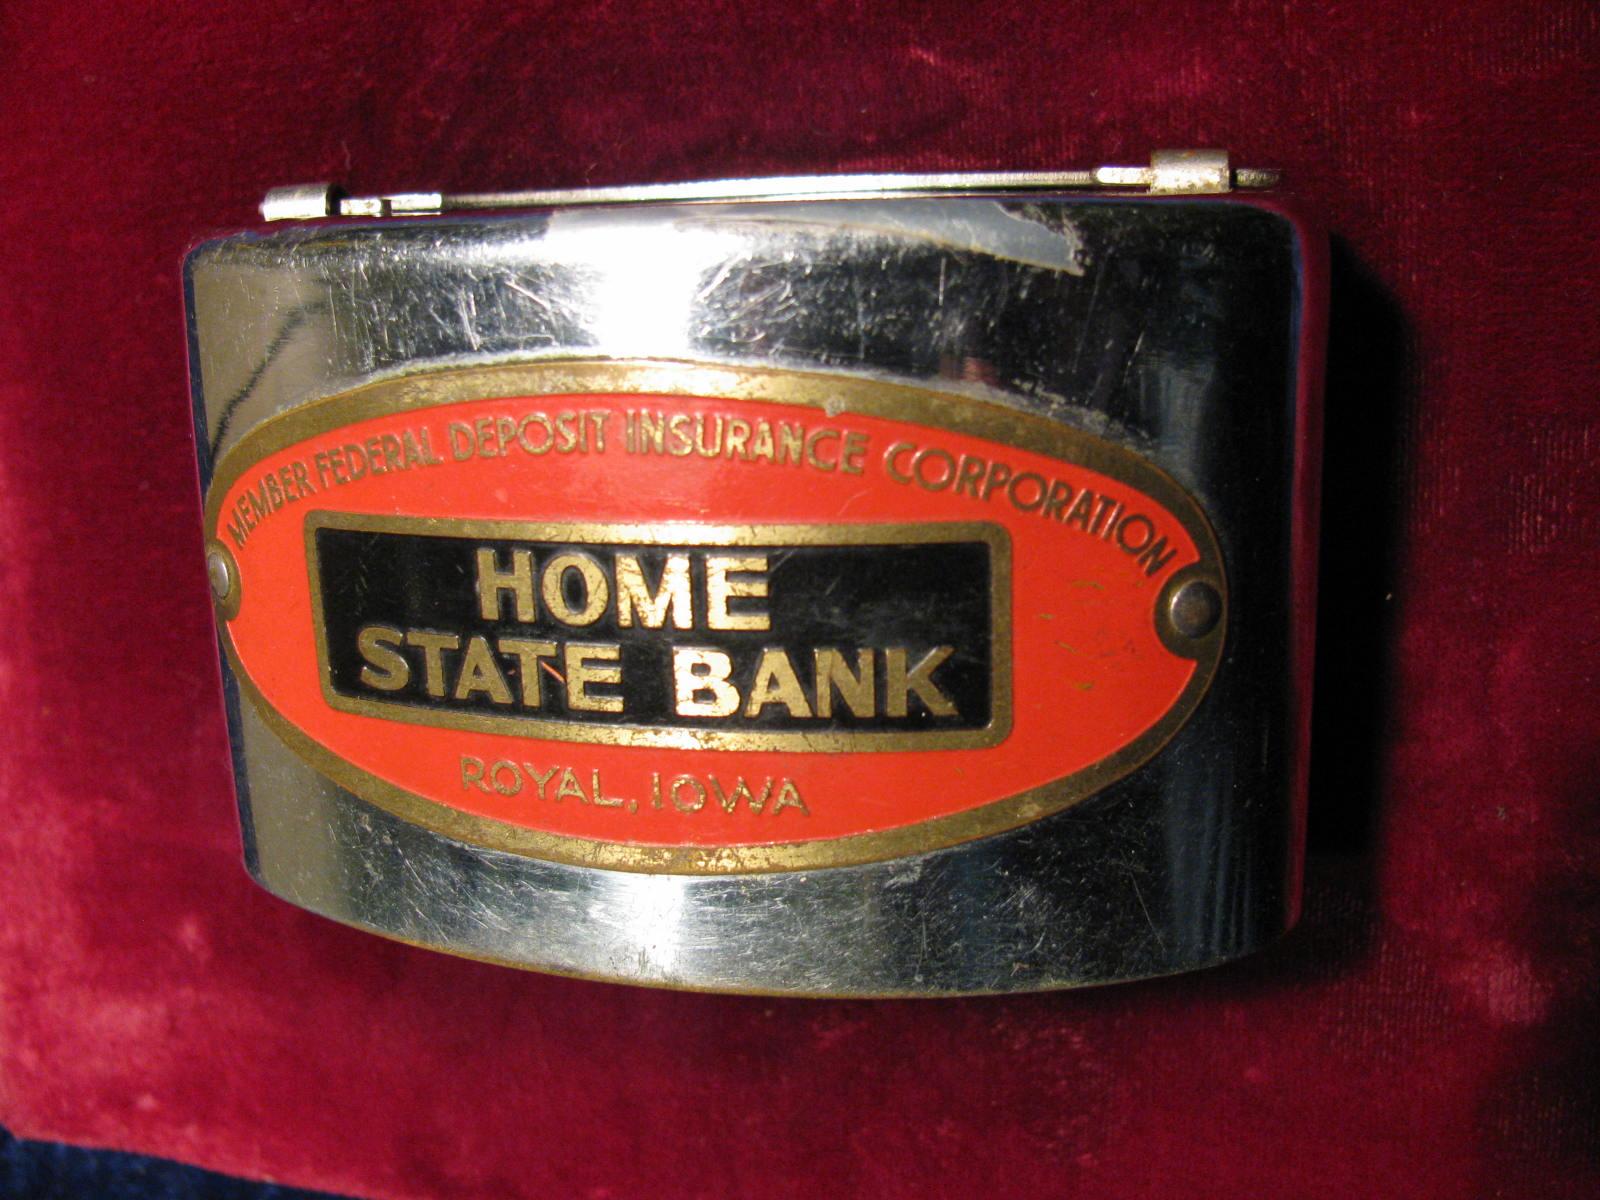 MEMBER FEDERAL DEPOSIT INSURANCE CORPORATION
HOME
STATE BANK
ROYAL, IOWA